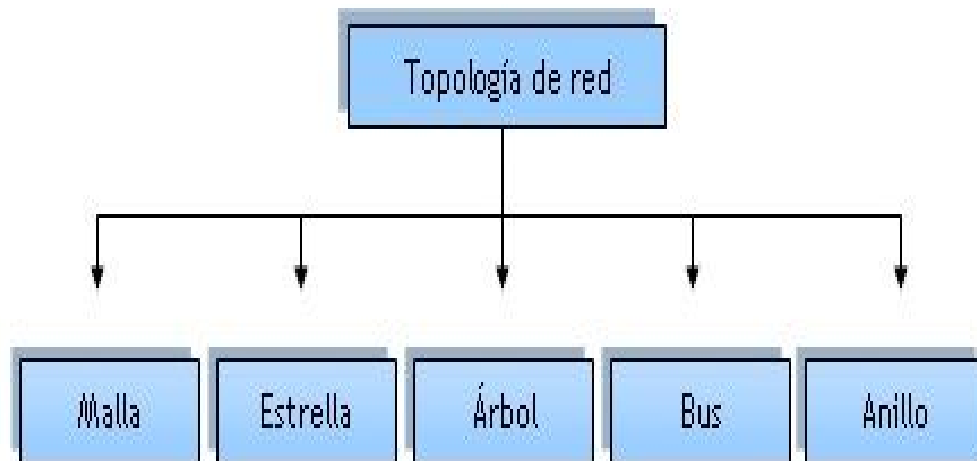 Topología de red
Malla
Estrella
Árbol
Bus
Anillo